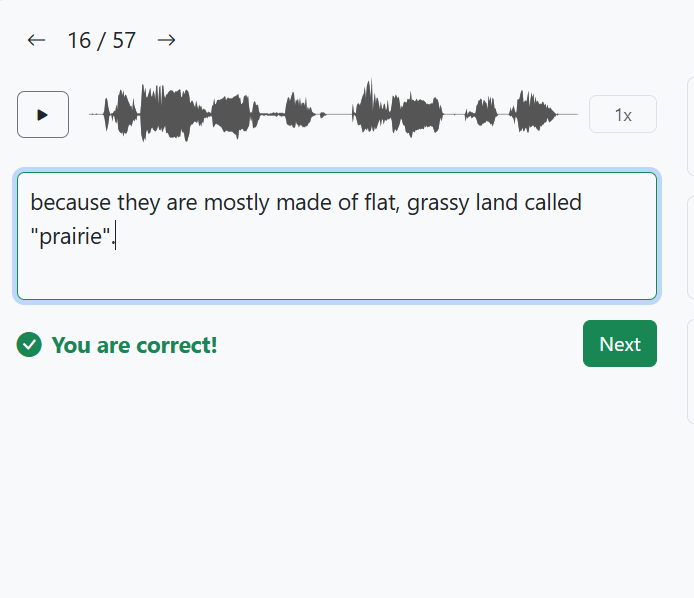 ← 16 / 57 →
1x
because they are mostly made of flat, grassy land called
"prairie".
You are correct!
Next